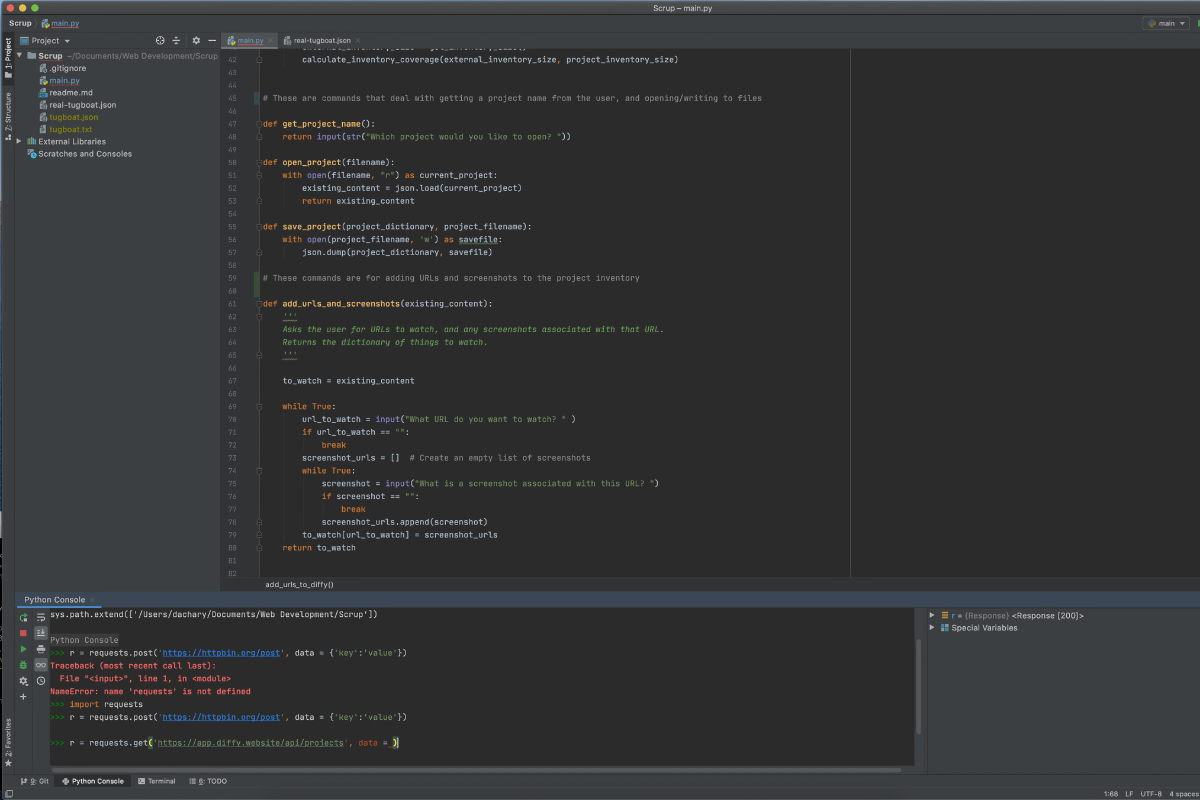 Scrup – main.py
Scrup
main.py
main
1: Project
Project
Scrup ~/Documents/Web Development/Scrup
.gitignore
main.py
readme.md
real-tugboat.json
tugboat.json
tugboat.txt
External Libraries
Scratches and Consoles
Z: Structure
2: Favorites
main.py
real-tugboat.json
42 calculate_inventory_coverage(external_inventory_size, project_inventory_size)
43
44
45 # These are commands that deal with getting a project name from the user, and opening/writing to files
46
47 def get_project_name():
48 return input(str("Which project would you like to open? "))
49
50 def open_project(filename):
51 with open(filename, "r") as current_project:
52 existing_content = json.load(current_project)
53 return existing_content
54
55 def save_project(project_dictionary, project_filename):
56 with open(project_filename, 'w') as savefile:
57 json.dump(project_dictionary, savefile)
58
59 # These commands are for adding URLs and screenshots to the project inventory
60
61 def add_urls_and_screenshots(existing_content):
62 '''
63 Asks the user for URLs to watch, and any screenshots associated with that URL.
64 Returns the dictionary of things to watch.
65 '''
66
67 to_watch = existing_content
68
69 while True:
70 url_to_watch = input("What URL do you want to watch? " )
71 if url_to_watch == "":
72 break
73 screenshot_urls = [] # Create an empty list of screenshots
74 while True:
75 screenshot = input("What is a screenshot associated with this URL? ")
76 if screenshot == "":
77 break
78 screenshot_urls.append(screenshot)
79 to_watch[url_to_watch] = screenshot_urls
80 return to_watch
81
82
add_urls_to_diffy()
Python Console
sys.path.extend(['/Users/dachary/Documents/Web Development/Scrup'])
Python Console
>>> r = requests.post('https://httpbin.org/post', data = {'key':'value'})
Traceback (most recent call last):
File "<input>", line 1, in <module>
NameError: name 'requests' is not defined
>>> import requests
>>> r = requests.post('https://httpbin.org/post', data = {'key':'value'})
>>> r = requests.get('https://app.diffy.website/api/projects', data = )
r = {Response} <Response [200]>
Special Variables
9: Git
Python Console
Terminal
6: TODO
1:68 LF UTF-8 4 spaces